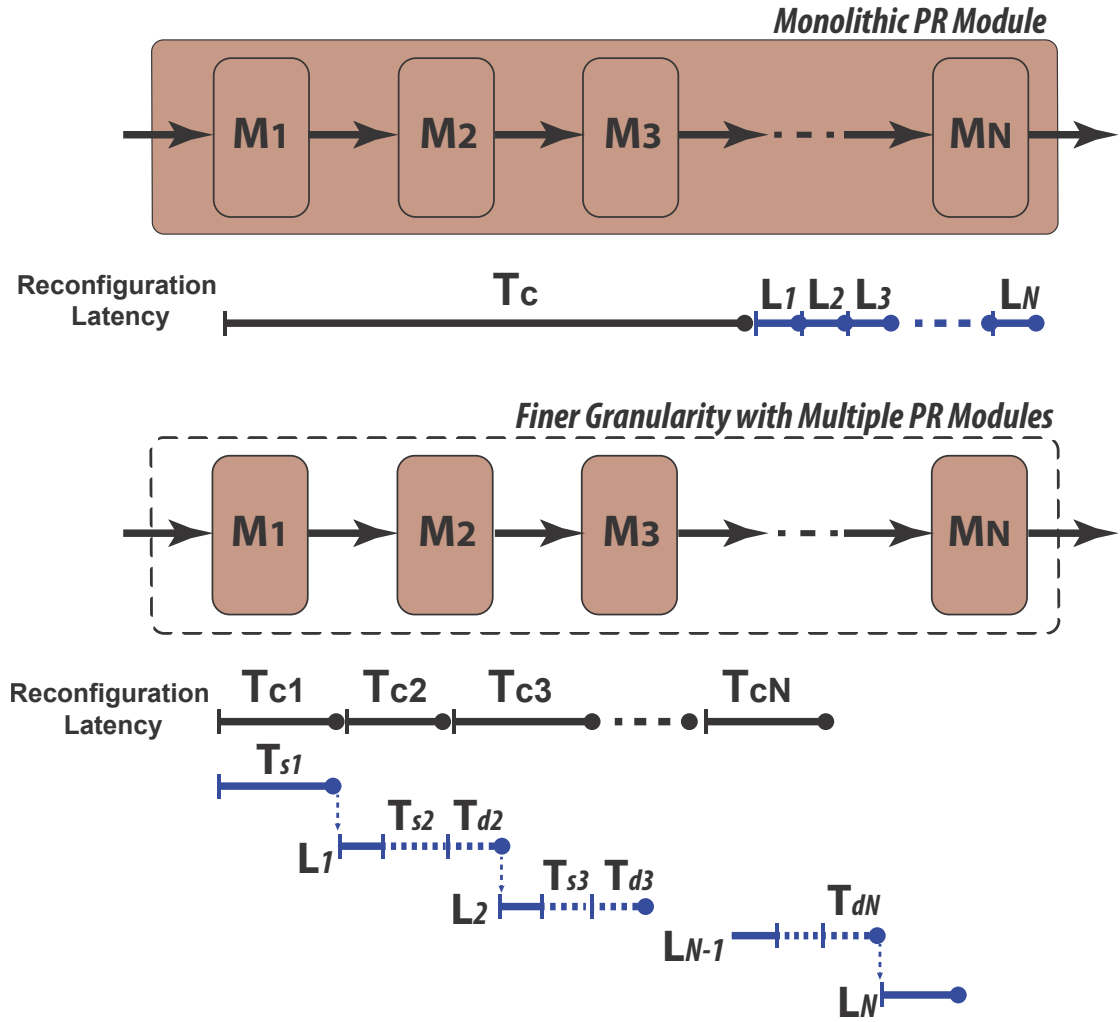 Monolithic PR Module
M1 M2 M3 MN
Reconfiguration
Latency
Tc L1 L2 L3 LN
Finer Granularity with Multiple PR Modules
M1 M2 M3 MN
Reconfiguration
Latency
Tc1 Tc2 Tc3 TcN
Ts1
L1 Ts2 Td2
L2 Ts3 Td3
LN-1 TdN
LN